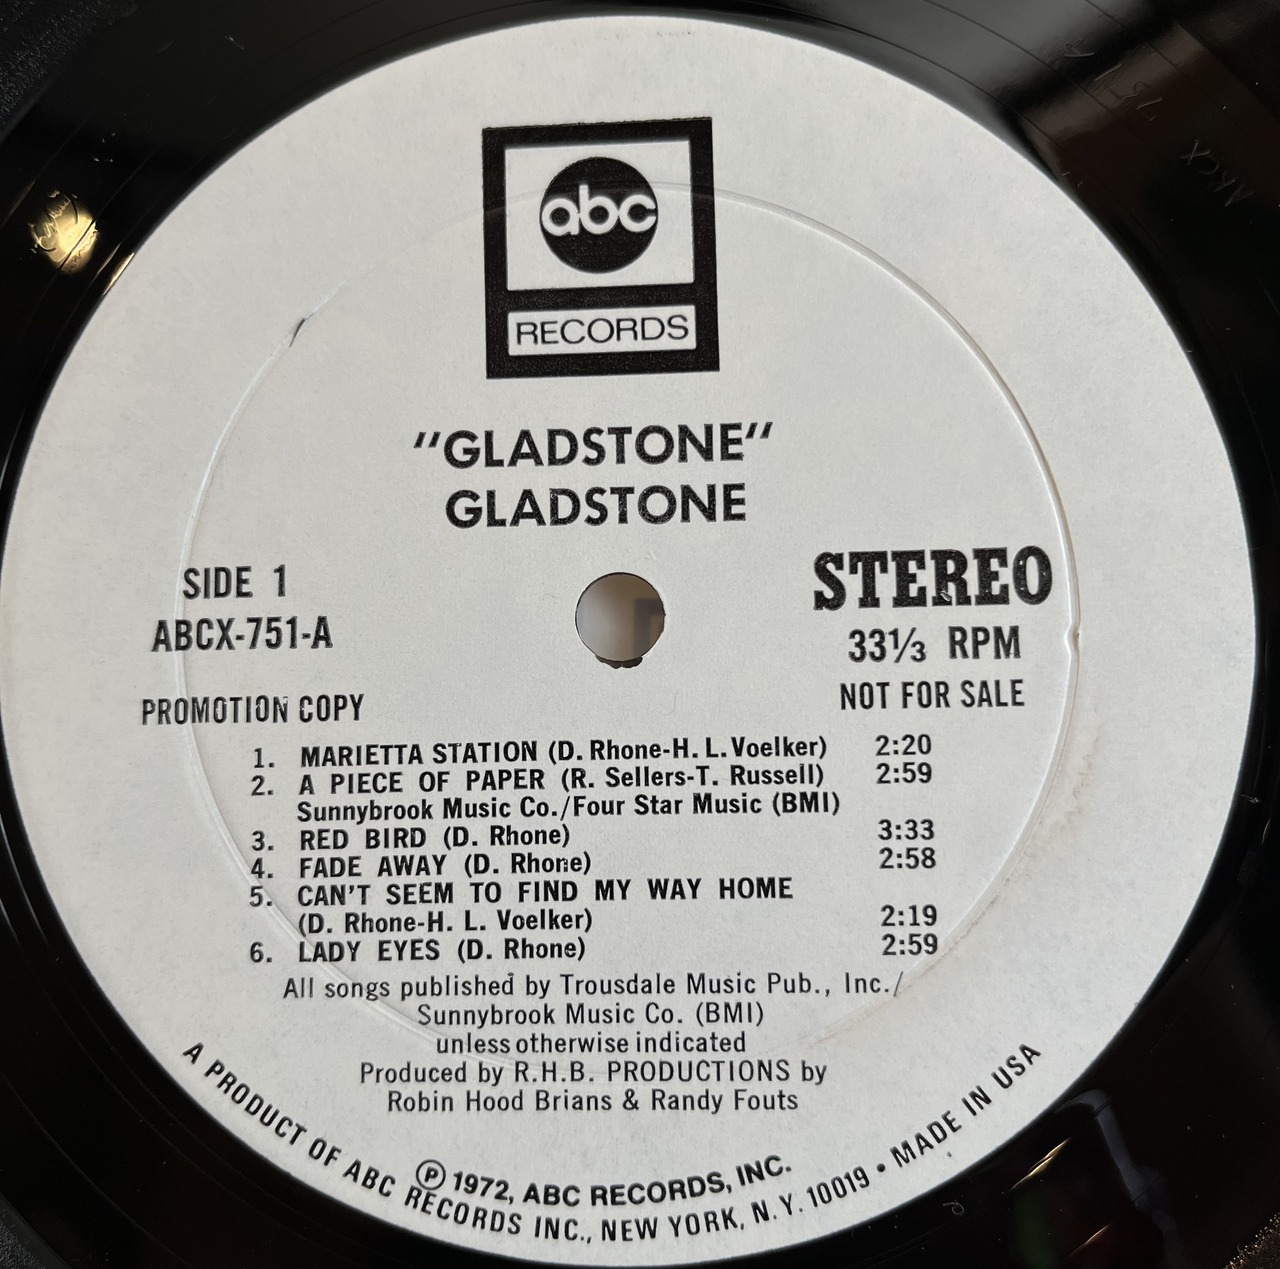 abc
RECORDS
"GLADSTONE"
GLADSTONE
SIDE 1
ABCX-751-A
PROMOTION COPY
STEREO
33⅓ RPM
NOT FOR SALE
1. MARIETTA STATION (D. Rhone-H. L. Voelker) 2:20
2. A PIECE OF PAPER (R. Sellers-T. Russell) 2:59
Sunnybrook Music Co./Four Star Music (BMI)
3. RED BIRD (D. Rhone) 3:33
4. FADE AWAY (D. Rhone) 2:58
5. CAN'T SEEM TO FIND MY WAY HOME
(D. Rhone-H. L. Voelker) 2:19
6. LADY EYES (D. Rhone) 2:59
All songs published by Trousdale Music Pub., Inc./
Sunnybrook Music Co. (BMI)
unless otherwise indicated
Produced by R.H.B. PRODUCTIONS by
Robin Hood Brians & Randy Fouts
℗ 1972, ABC RECORDS, INC.
A PRODUCT OF ABC RECORDS INC., NEW YORK, N.Y. 10019 • MADE IN USA